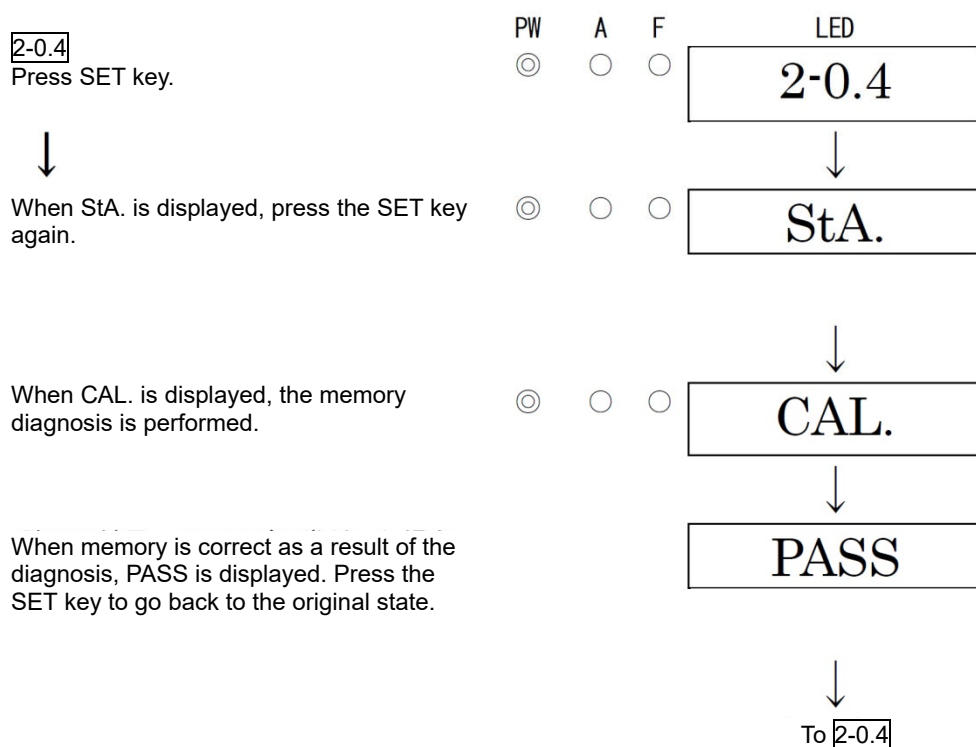 PW A F LED
2-0.4
Press SET key.
2-0.4
When StA. is displayed, press the SET key
again.
StA.
When CAL. is displayed, the memory
diagnosis is performed.
CAL.
When memory is correct as a result of the
diagnosis, PASS is displayed. Press the
SET key to go back to the original state.
PASS
To 2-0.4